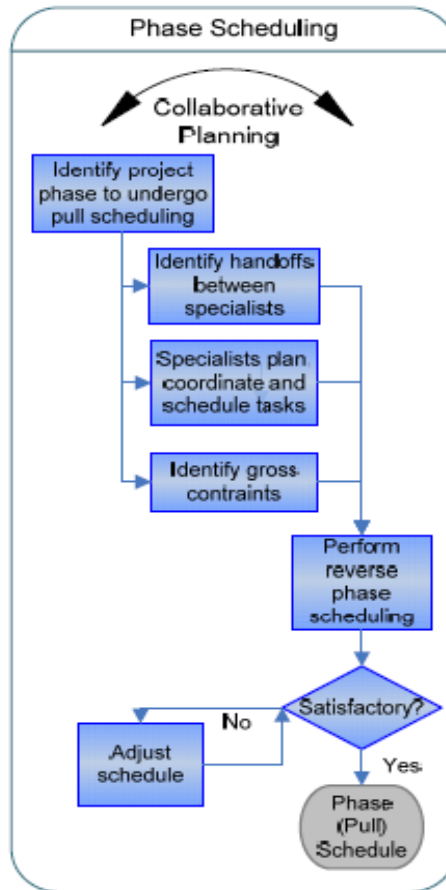 Phase Scheduling
Collaborative
Planning
Identify project
phase to undergo
pull scheduling
Identify handoffs
between
specialists
Specialists plan,
coordinate and
schedule tasks
Identify gross
contraints
Perform
reverse
phase
scheduling
Satisfactory?
No
Adjust
schedule
Yes
Phase
(Pull)
Schedule